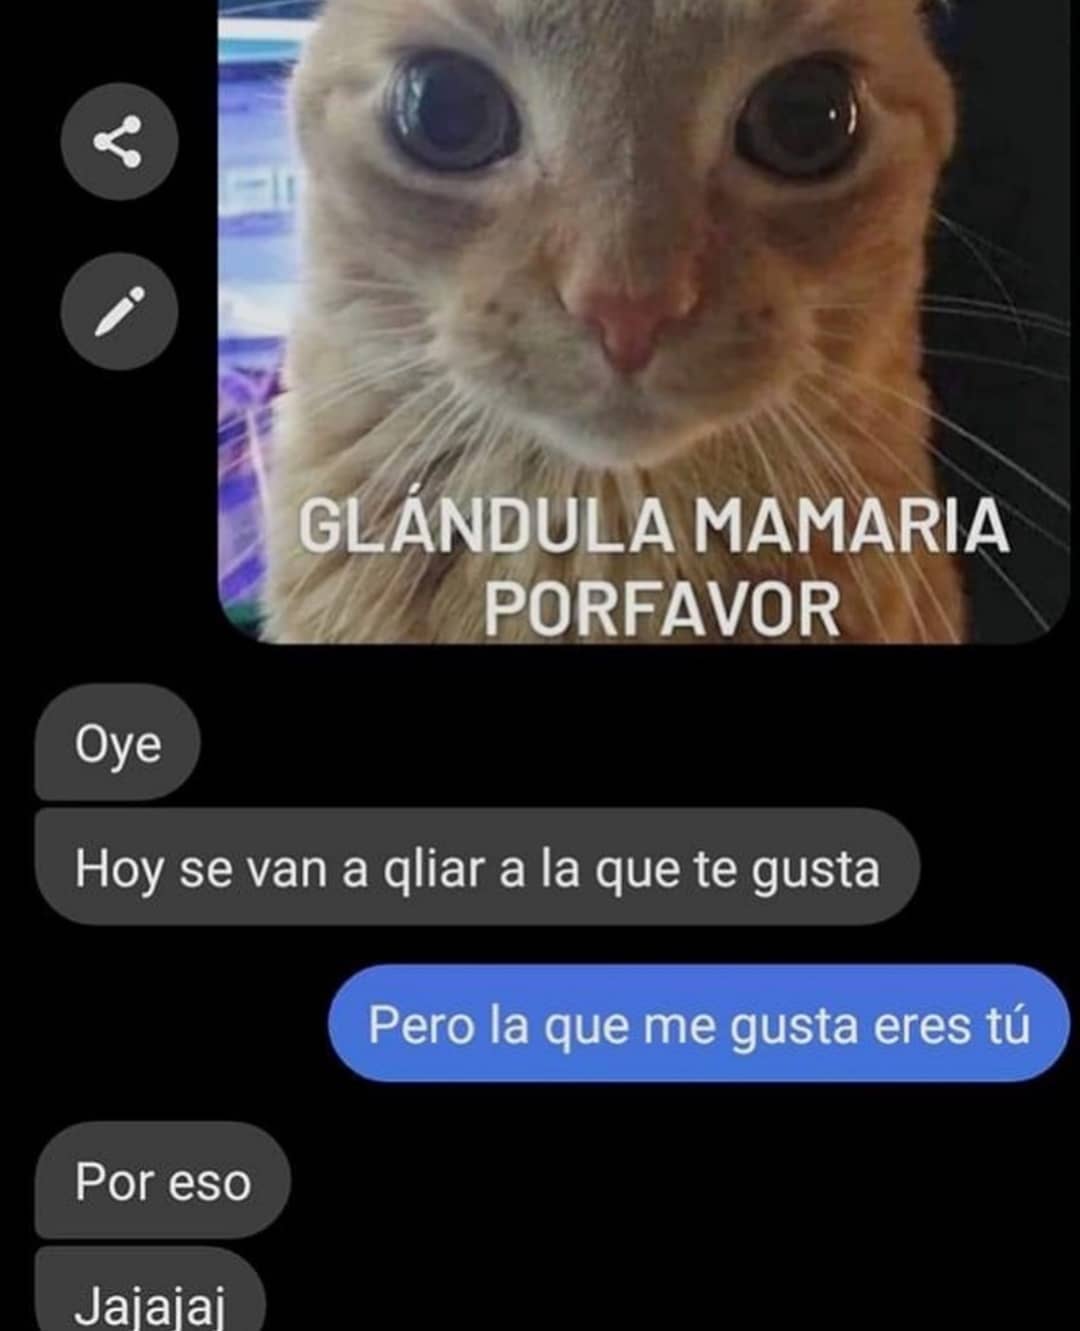 GLÁNDULA MAMARIA
PORFAVOR
Oye
Hoy se van a qliar a la que te gusta
Pero la que me gusta eres tú
Por eso
Jajajaj